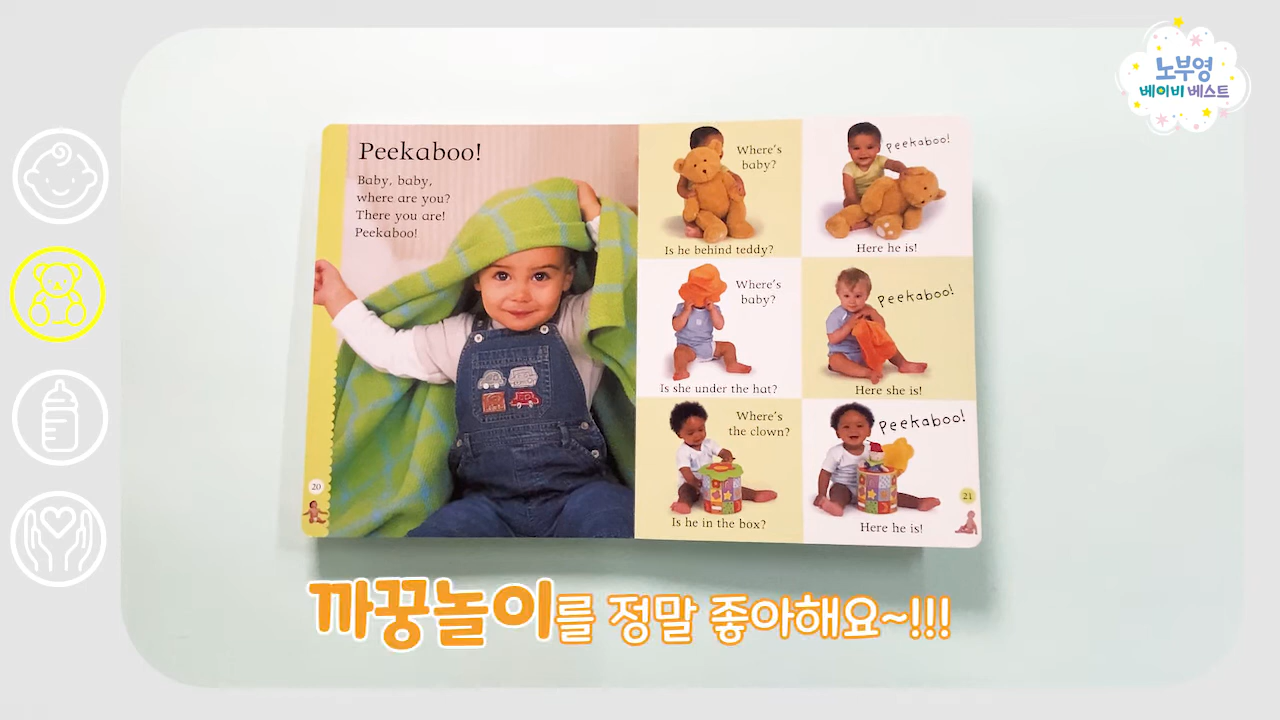 노부영
베이비 베스트
Peekaboo!
Baby, baby,
where are you?
There you are!
Peekaboo!
20
Where's
baby?
Is he behind teddy?
peekaboo!
Here he is!
Where's
baby?
Is she under the hat?
peekaboo!
Here she is!
Where's
the clown?
Is he in the box?
peekaboo!
Here he is!
21
까꿍놀이를 정말 좋아해요~!!!